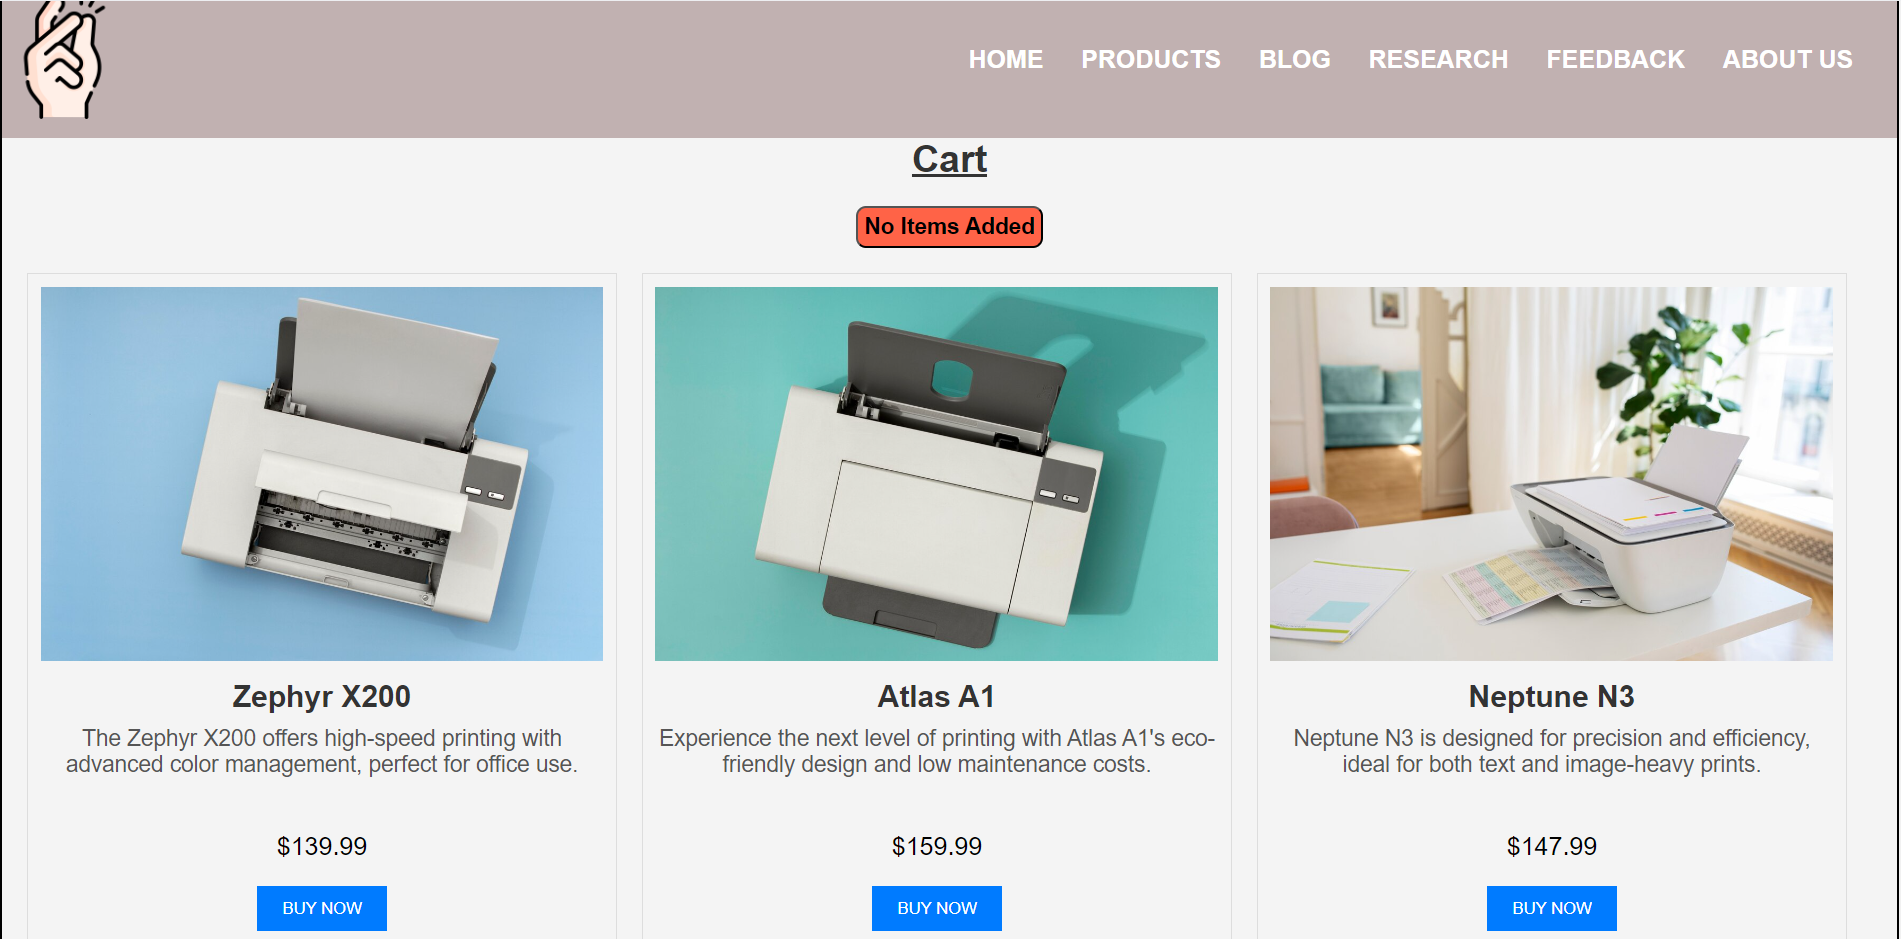 HOME PRODUCTS BLOG RESEARCH FEEDBACK ABOUT US
Cart
No Items Added
Zephyr X200
The Zephyr X200 offers high-speed printing with
advanced color management, perfect for office use.
$139.99
BUY NOW
Atlas A1
Experience the next level of printing with Atlas A1's eco-
friendly design and low maintenance costs.
$159.99
BUY NOW
Neptune N3
Neptune N3 is designed for precision and efficiency,
ideal for both text and image-heavy prints.
$147.99
BUY NOW